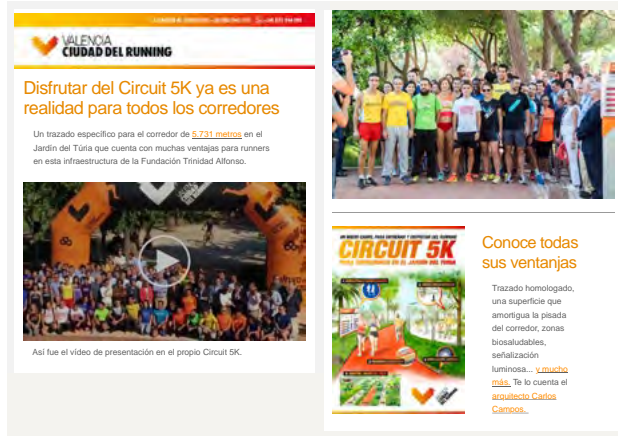 VALENCIA
CIUDAD DEL RUNNING
Disfrutar del Circuit 5K ya es una
realidad para todos los corredores
Un trazado específico para el corredor de 5.731 metros en el
Jardín del Túria que cuenta con muchas ventajas para runners
en esta infraestructura de la Fundación Trinidad Alfonso.
Así fue el vídeo de presentación en el propio Circuit 5K.
CIRCUIT 5K
Conoce todas
sus ventanjas
Trazado homologado,
una superficie que
amortigua la pisada
del corredor, zonas
biosaludables,
señalización
luminosa... y mucho
más. Te lo cuenta el
arquitecto Carlos
Campos.